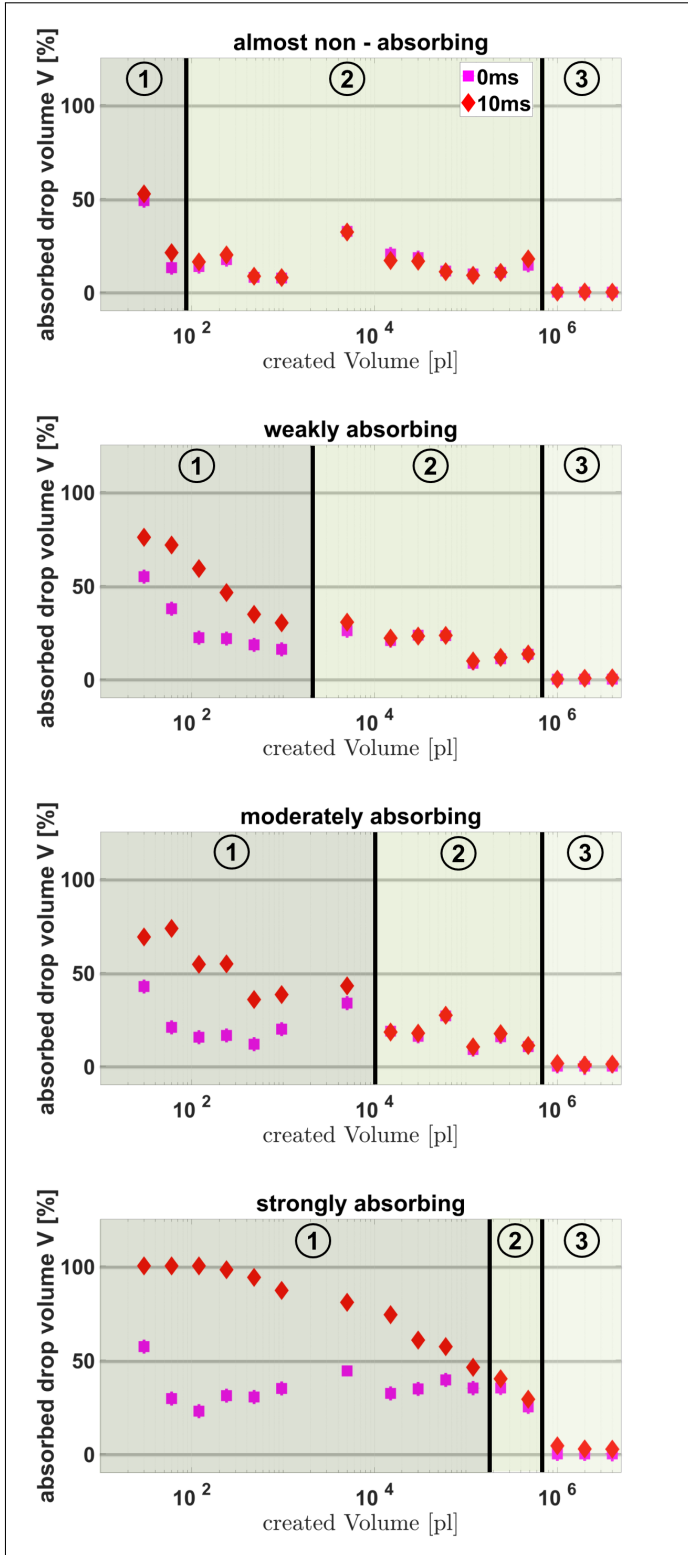 almost non - absorbing
1 2 3
0ms
10ms
absorbed drop volume V [%]
100
50
0
10 2 10 4 10 6
created Volume [pl]
weakly absorbing
1 2 3
absorbed drop volume V [%]
100
50
0
10 2 10 4 10 6
created Volume [pl]
moderately absorbing
1 2 3
absorbed drop volume V [%]
100
50
0
10 2 10 4 10 6
created Volume [pl]
strongly absorbing
1 2 3
absorbed drop volume V [%]
100
50
0
10 2 10 4 10 6
created Volume [pl]